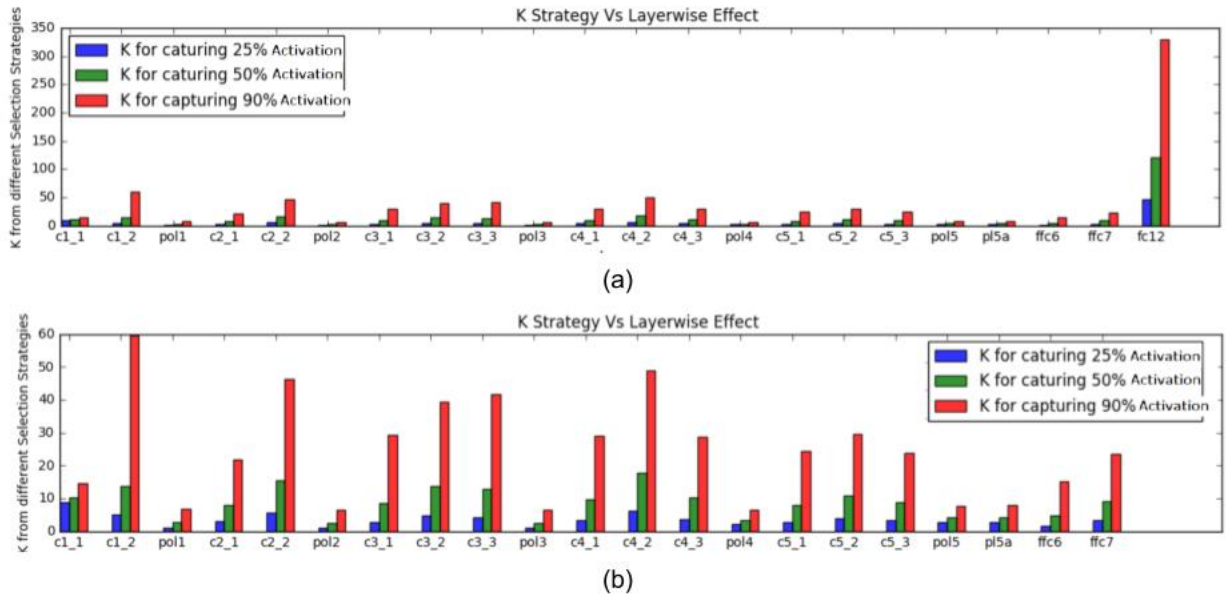 K Strategy Vs Layerwise Effect
K from different Selection Strategies
350
300
250
200
150
100
50
0
K for caturing 25% Activation
K for caturing 50% Activation
K for capturing 90% Activation
c1_1 c1_2 pol1 c2_1 c2_2 pol2 c3_1 c3_2 c3_3 pol3 c4_1 c4_2 c4_3 pol4 c5_1 c5_2 c5_3 pol5 pl5a ffc6 ffc7 fc12
(a)
K Strategy Vs Layerwise Effect
K from different Selection Strategies
60
50
40
30
20
10
0
K for caturing 25% Activation
K for caturing 50% Activation
K for capturing 90% Activation
c1_1 c1_2 pol1 c2_1 c2_2 pol2 c3_1 c3_2 c3_3 pol3 c4_1 c4_2 c4_3 pol4 c5_1 c5_2 c5_3 pol5 pl5a ffc6 ffc7
(b)